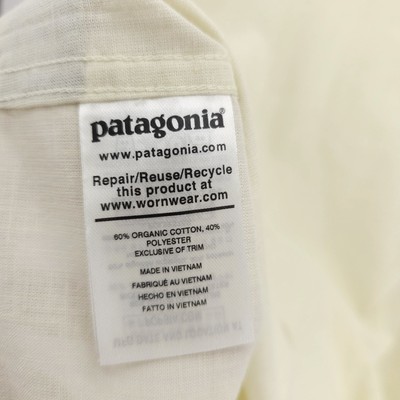 patagonia®
www.patagonia.com
Repair/Reuse/Recycle
this product at
www.wornwear.com
60% ORGANIC COTTON, 40%
POLYESTER
EXCLUSIVE OF TRIM
MADE IN VIETNAM
FABRIQUÉ AU VIETNAM
HECHO EN VIETNAM
FATTO IN VIETNAM